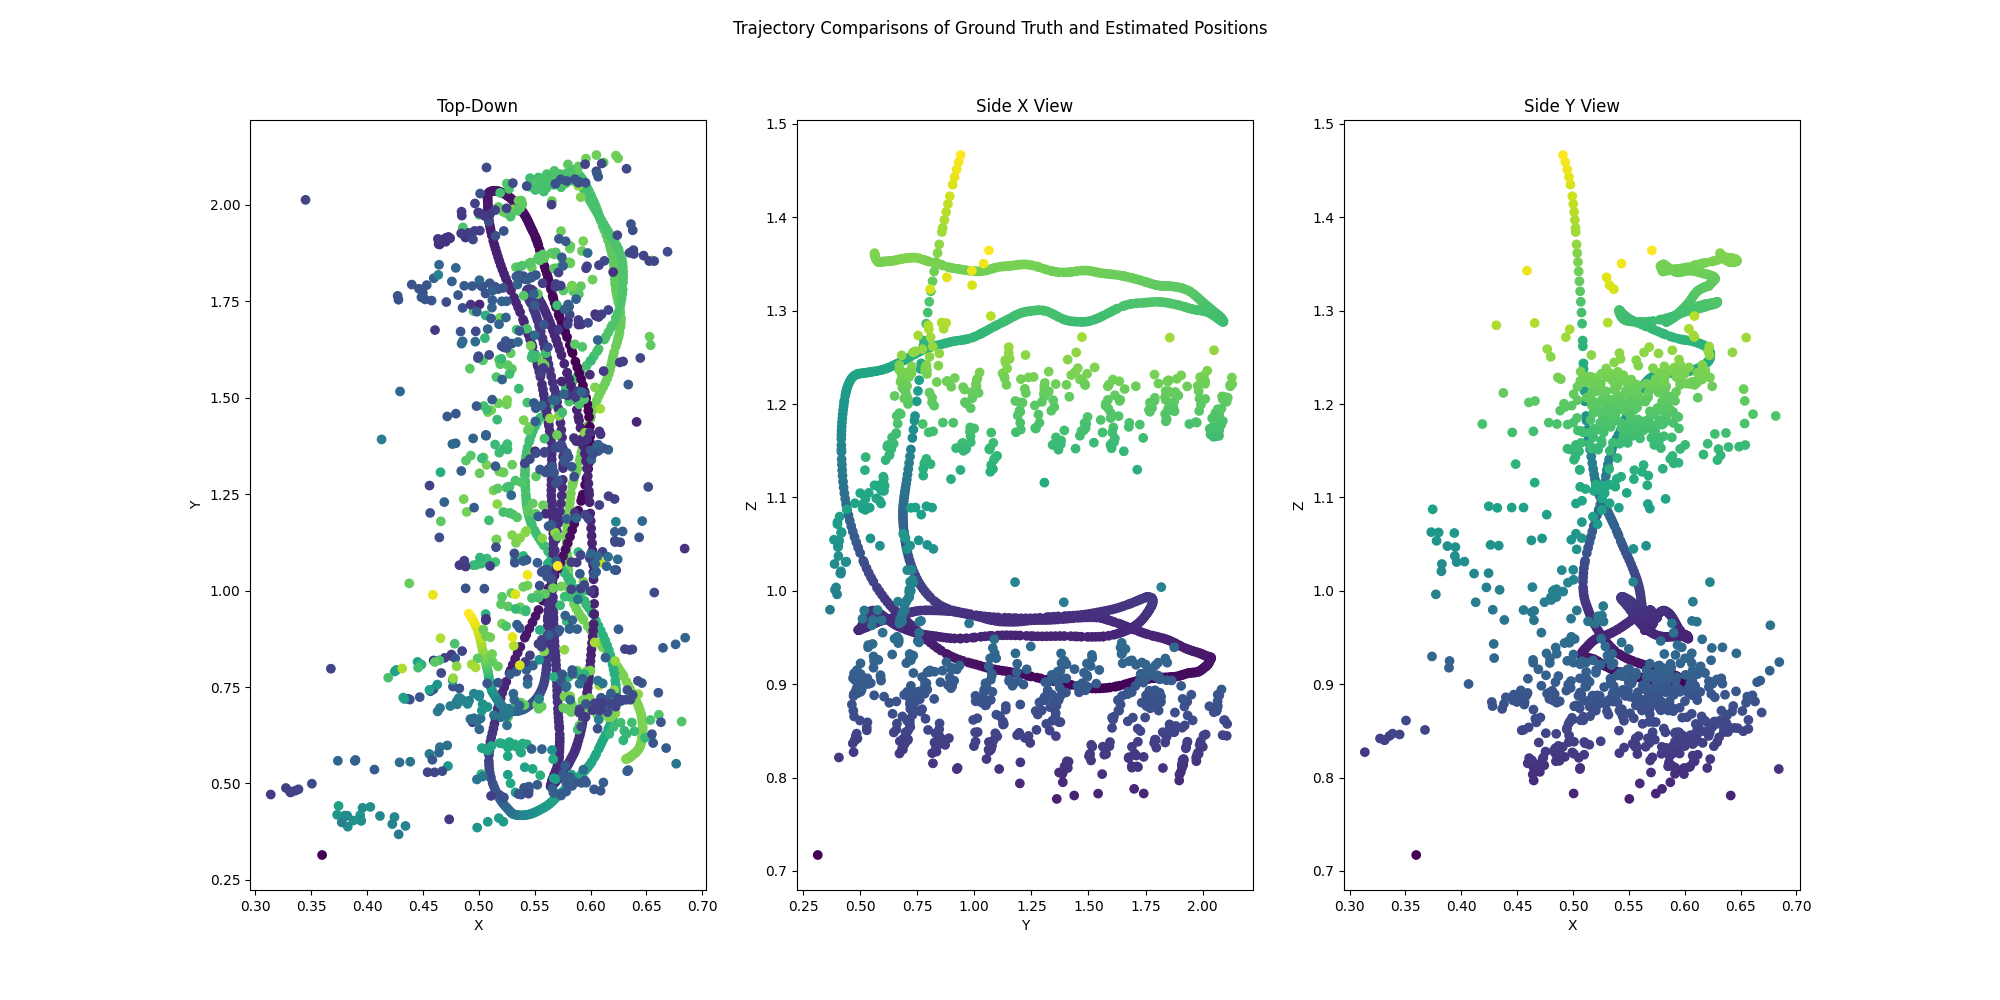 Trajectory Comparisons of Ground Truth and Estimated Positions
Top-Down
Y
2.00
1.75
1.50
1.25
1.00
0.75
0.50
0.25
0.30 0.35 0.40 0.45 0.50 0.55 0.60 0.65 0.70
X
Side X View
Z
1.5
1.4
1.3
1.2
1.1
1.0
0.9
0.8
0.7
0.25 0.50 0.75 1.00 1.25 1.50 1.75 2.00
Y
Side Y View
Z
1.5
1.4
1.3
1.2
1.1
1.0
0.9
0.8
0.7
0.30 0.35 0.40 0.45 0.50 0.55 0.60 0.65 0.70
X